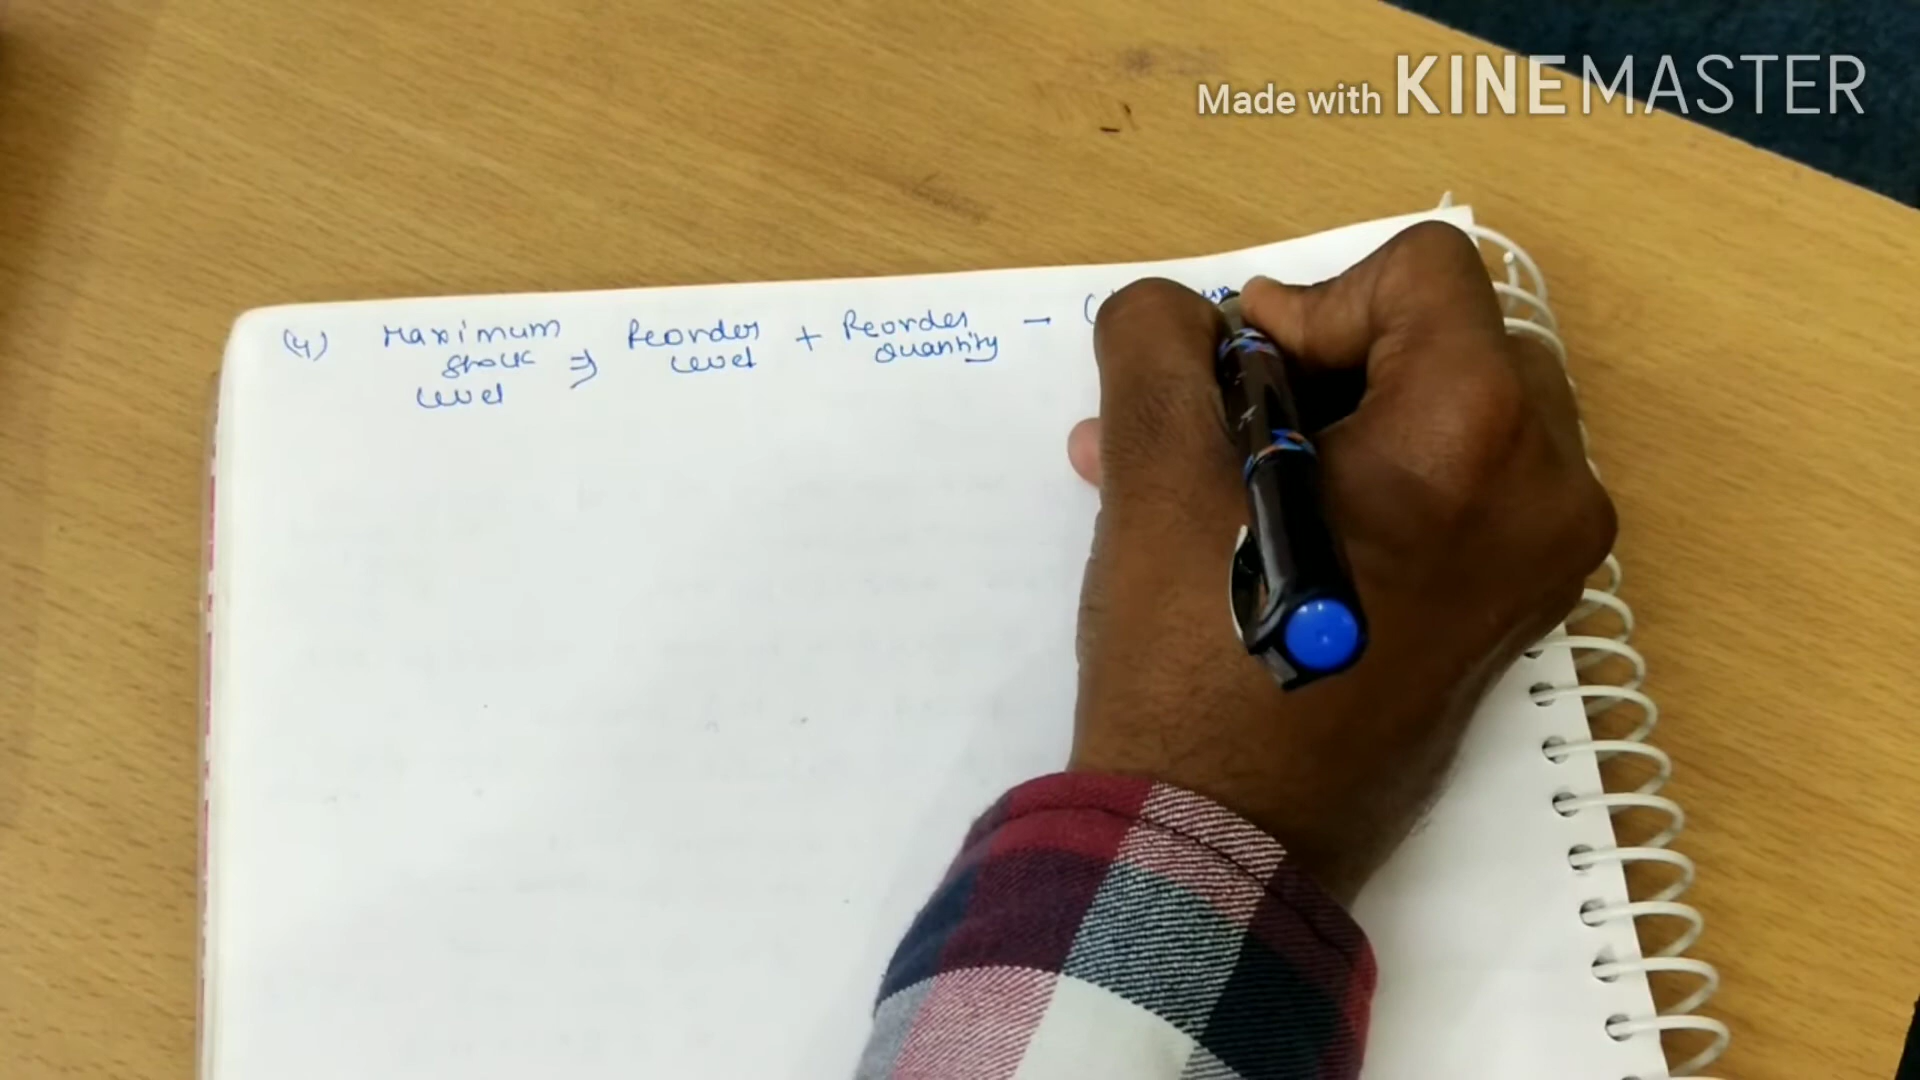 Made with KINEMASTER
(4) Maximum Reorder + Reorder - (
stock ⇒ level Quantity
level